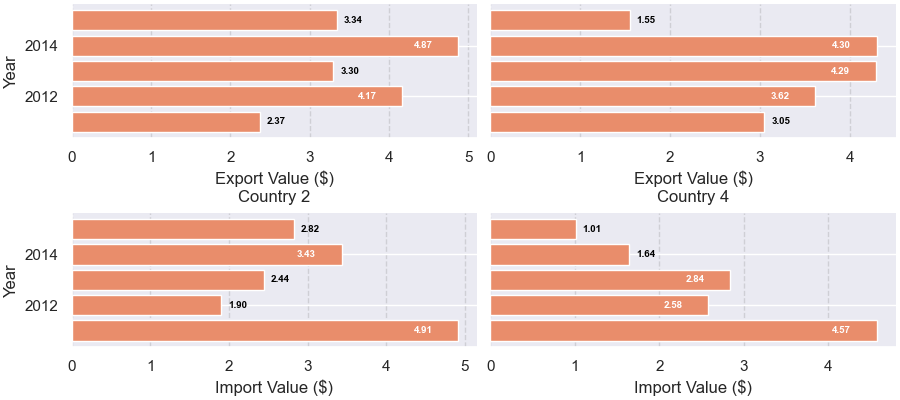 3.34 1.55
2014 4.87 4.30
Year 3.30 4.29
2012 4.17 3.62
2.37 3.05
0 1 2 3 4 5 0 1 2 3 4
Export Value ($) Export Value ($)
Country 2 Country 4
2.82 1.01
2014 3.43 1.64
Year 2.44 2.84
2012 1.90 2.58
4.91 4.57
0 1 2 3 4 5 0 1 2 3 4
Import Value ($) Import Value ($)